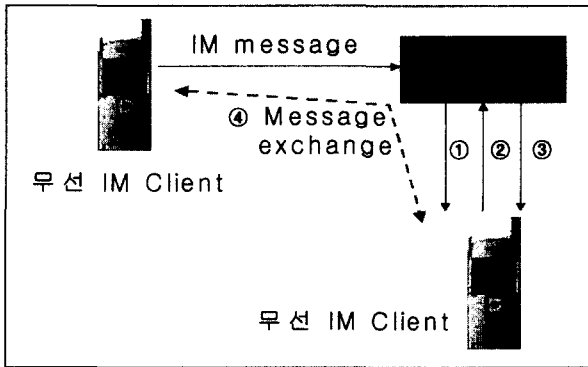 IM message
④ Message
exchange
① ② ③
무선 IM Client
무선 IM Client